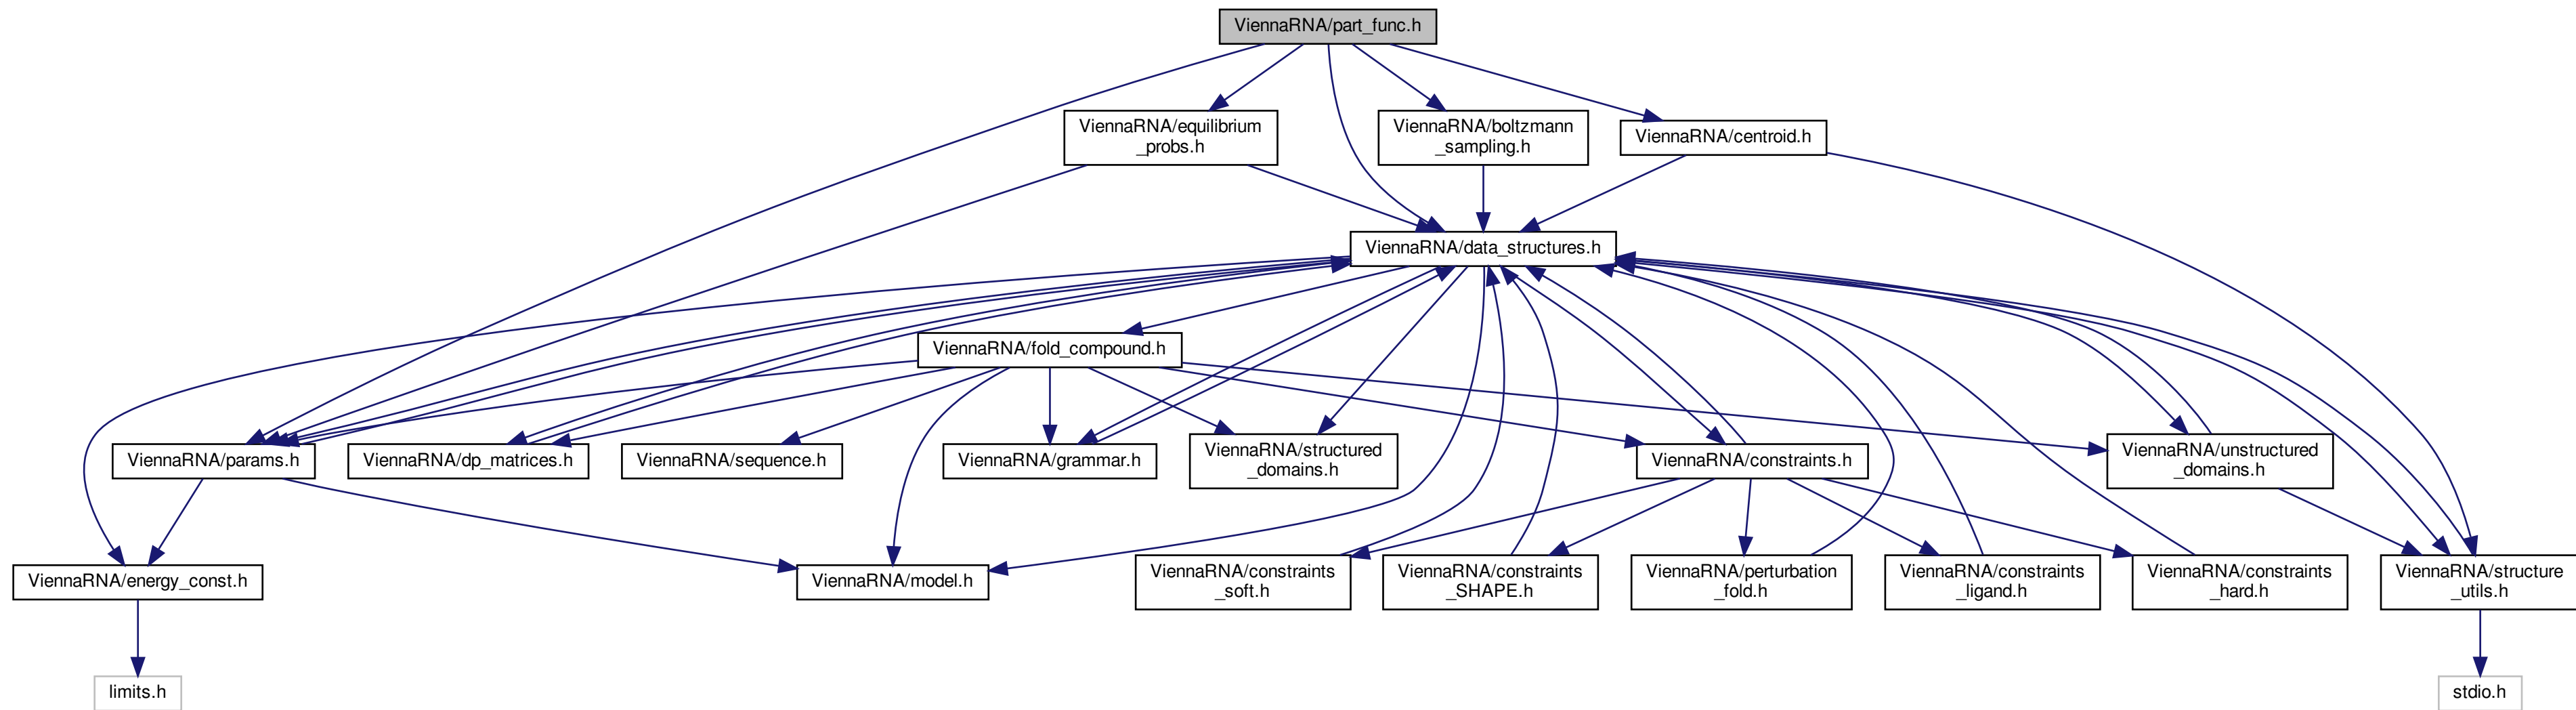 ViennaRNA/part_func.h
ViennaRNA/equilibrium
_probs.h
ViennaRNA/boltzmann
_sampling.h
ViennaRNA/centroid.h
ViennaRNA/data_structures.h
ViennaRNA/fold_compound.h
ViennaRNA/params.h
ViennaRNA/dp_matrices.h
ViennaRNA/sequence.h
ViennaRNA/grammar.h
ViennaRNA/structured
_domains.h
ViennaRNA/constraints.h
ViennaRNA/unstructured
_domains.h
ViennaRNA/energy_const.h
ViennaRNA/model.h
ViennaRNA/constraints
_soft.h
ViennaRNA/constraints
_SHAPE.h
ViennaRNA/perturbation
_fold.h
ViennaRNA/constraints
_ligand.h
ViennaRNA/constraints
_hard.h
ViennaRNA/structure
_utils.h
limits.h
stdio.h